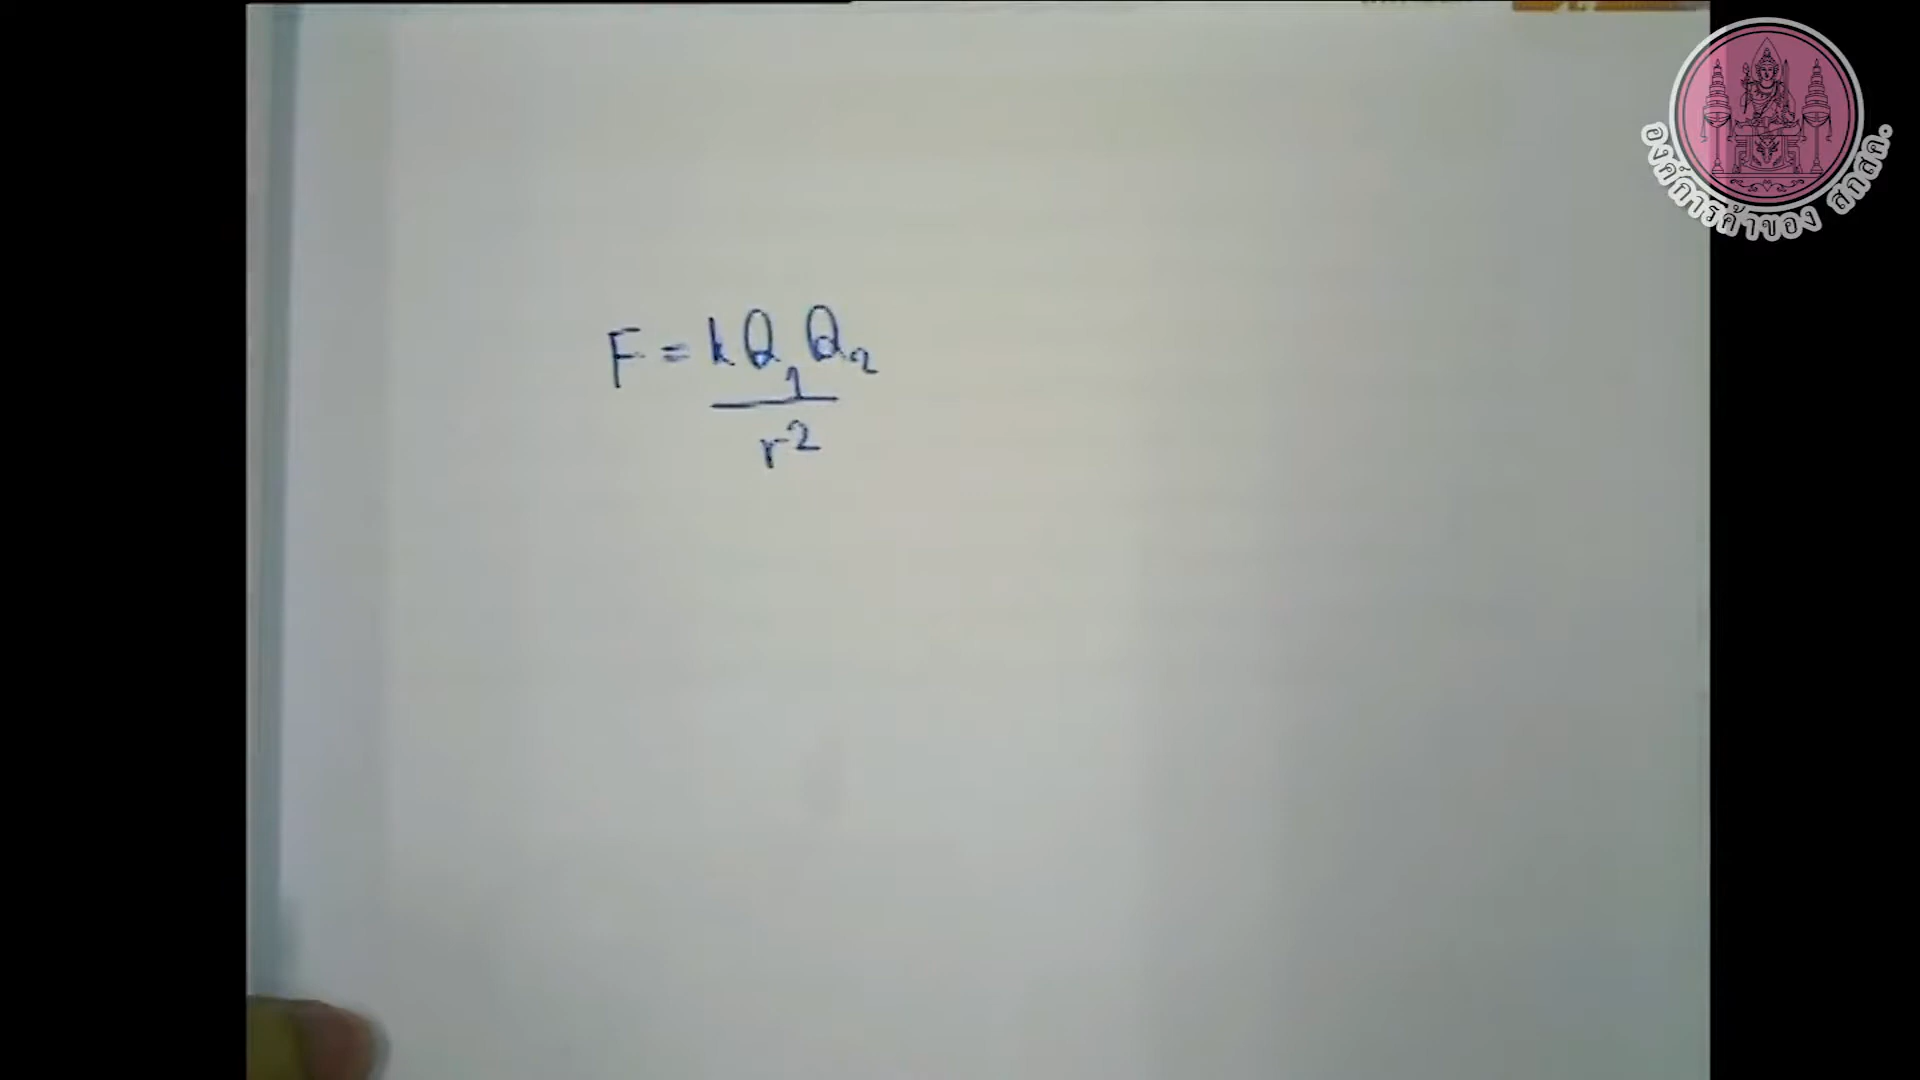 องค์การค้าของ สกสค.
F = kQ₁Q₂
r²